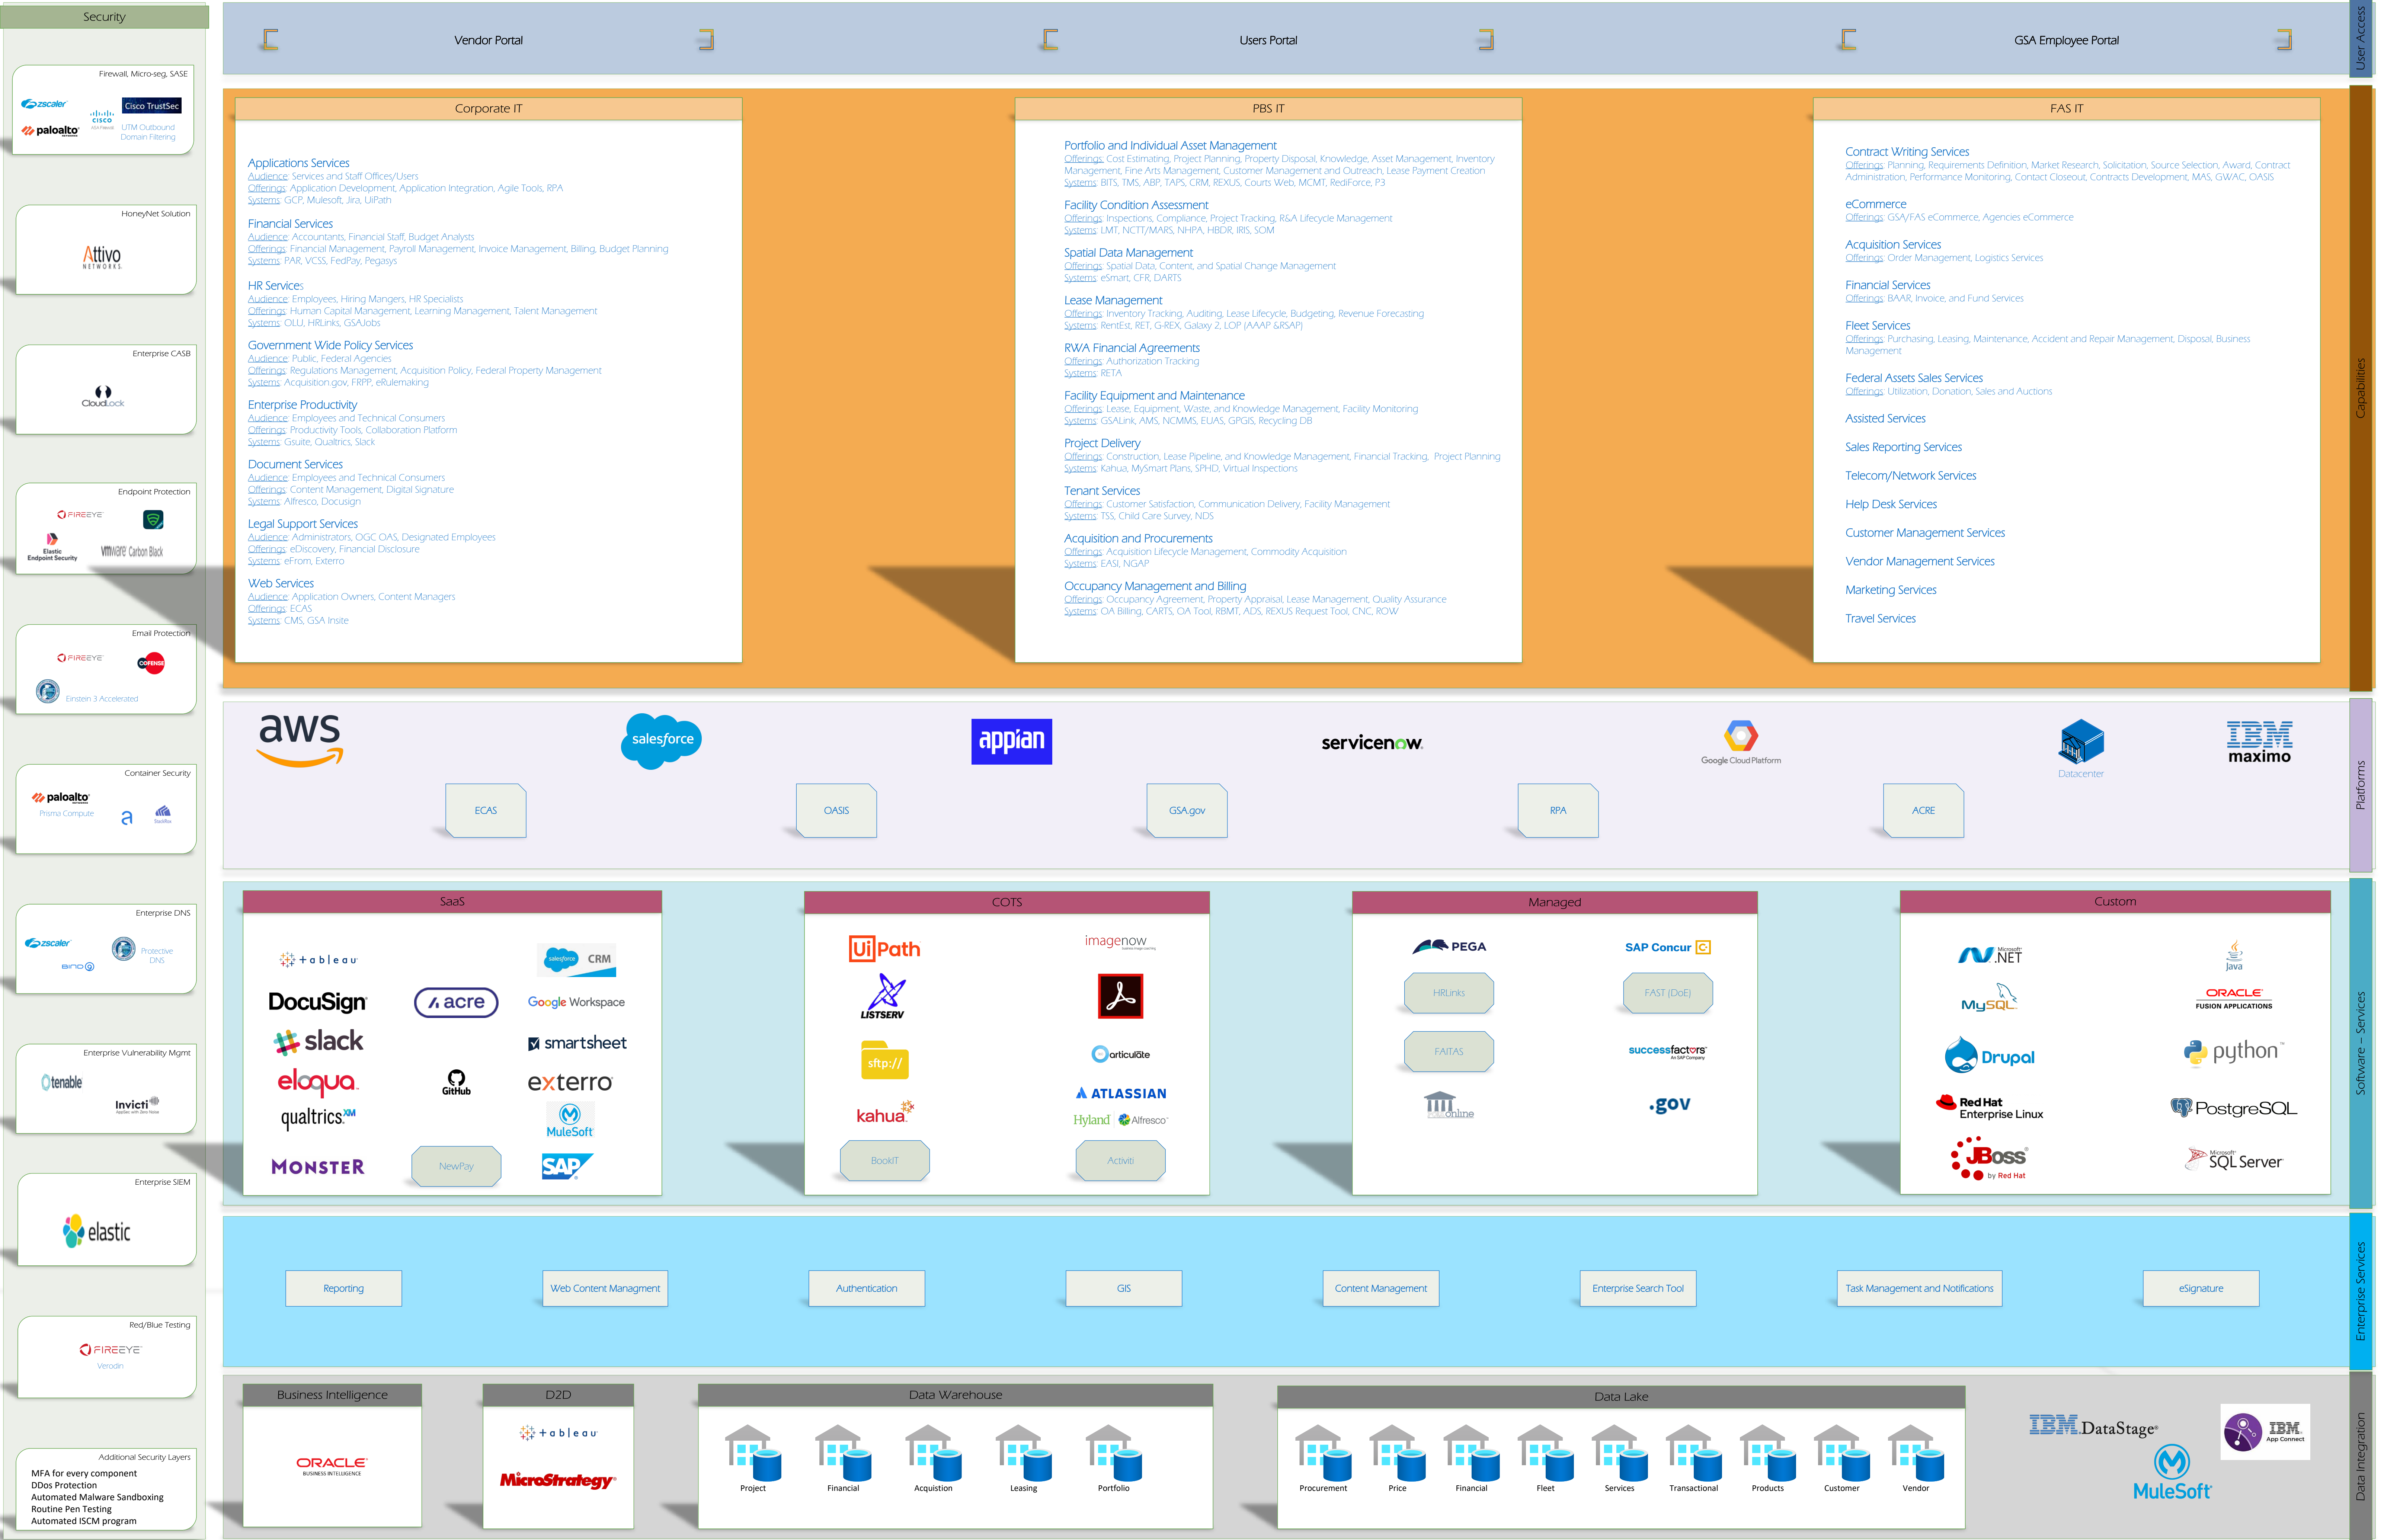 Security
Firewall, Micro-seg, SASE
zscaler
Cisco TrustSec
paloalto
CISCO
UTM Outbound
Domain Filtering
HoneyNet Solution
Attivo
NETWORKS.
Enterprise CASB
CloudLock
Endpoint Protection
FIREEYE
Elastic
Endpoint Security
vmware Carbon Black
Email Protection
FIREEYE
COFENSE
Einstein 3 Accelerated
Container Security
paloalto
Prisma Compute
a
StackRox
Enterprise DNS
zscaler
Protective
DNS
BIND
Enterprise Vulnerability Mgmt
tenable
Invicti
Enterprise SIEM
elastic
Red/Blue Testing
FIREEYE
Verodin
Additional Security Layers
MFA for every component
DDos Protection
Automated Malware Sandboxing
Routine Pen Testing
Automated ISCM program
Vendor Portal
Users Portal
GSA Employee Portal
User Access
Corporate IT
Applications Services
Audience: Services and Staff Offices/Users
Offerings: Application Development, Application Integration, Agile Tools, RPA
Systems: GCP, Mulesoft, Jira, UiPath
Financial Services
Audience: Accountants, Financial Staff, Budget Analysts
Offerings: Financial Management, Payroll Management, Invoice Management, Billing, Budget Planning
Systems: PAR, VCSS, FedPay, Pegasys
HR Services
Audience: Employees, Hiring Mangers, HR Specialists
Offerings: Human Capital Management, Learning Management, Talent Management
Systems: OLU, HRLinks, GSAJobs
Government Wide Policy Services
Audience: Public, Federal Agencies
Offerings: Regulations Management, Acquisition Policy, Federal Property Management
Systems: Acquisition.gov, FRPP, eRulemaking
Enterprise Productivity
Audience: Employees and Technical Consumers
Offerings: Productivity Tools, Collaboration Platform
Systems: Gsuite, Qualtrics, Slack
Document Services
Audience: Employees and Technical Consumers
Offerings: Content Management, Digital Signature
Systems: Alfresco, Docusign
Legal Support Services
Audience: Administrators, OGC OAS, Designated Employees
Offerings: eDiscovery, Financial Disclosure
Systems: eFrom, Exterro
Web Services
Audience: Application Owners, Content Managers
Offerings: ECAS
Systems: CMS, GSA Insite
PBS IT
Portfolio and Individual Asset Management
Offerings: Cost Estimating, Project Planning, Property Disposal, Knowledge, Asset Management, Inventory
Management, Fine Arts Management, Customer Management and Outreach, Lease Payment Creation
Systems: BITS, TMS, ABP, TAPS, CRM, REXUS, Courts Web, MCMT, RediForce, P3
Facility Condition Assessment
Offerings: Inspections, Compliance, Project Tracking, R&A Lifecycle Management
Systems: LMT, NCTT/MARS, NHPA, HBDR, IRIS, SOM
Spatial Data Management
Offerings: Spatial Data, Content, and Spatial Change Management
Systems: eSmart, CFR, DARTS
Lease Management
Offerings: Inventory Tracking, Auditing, Lease Lifecycle, Budgeting, Revenue Forecasting
Systems: RentEst, RET, G-REX, Galaxy 2, LOP (AAAP &RSAP)
RWA Financial Agreements
Offerings: Authorization Tracking
Systems: RETA
Facility Equipment and Maintenance
Offerings: Lease, Equipment, Waste, and Knowledge Management, Facility Monitoring
Systems: GSALink, AMS, NCMMS, EUAS, GPGIS, Recycling DB
Project Delivery
Offerings: Construction, Lease Pipeline, and Knowledge Management, Financial Tracking, Project Planning
Systems: Kahua, MySmart Plans, SPHD, Virtual Inspections
Tenant Services
Offerings: Customer Satisfaction, Communication Delivery, Facility Management
Systems: TSS, Child Care Survey, NDS
Acquisition and Procurements
Offerings: Acquisition Lifecycle Management, Commodity Acquisition
Systems: EASI, NGAP
Occupancy Management and Billing
Offerings: Occupancy Agreement, Property Appraisal, Lease Management, Quality Assurance
Systems: OA Billing, CARTS, OA Tool, RBMT, ADS, REXUS Request Tool, CNC, ROW
FAS IT
Contract Writing Services
Offerings: Planning, Requirements Definition, Market Research, Solicitation, Source Selection, Award, Contract
Administration, Performance Monitoring, Contact Closeout, Contracts Development, MAS, GWAC, OASIS
eCommerce
Offerings: GSA/FAS eCommerce, Agencies eCommerce
Acquisition Services
Offerings: Order Management, Logistics Services
Financial Services
Offerings: BAAR, Invoice, and Fund Services
Fleet Services
Offerings: Purchasing, Leasing, Maintenance, Accident and Repair Management, Disposal, Business
Management
Federal Assets Sales Services
Offerings: Utilization, Donation, Sales and Auctions
Assisted Services
Sales Reporting Services
Telecom/Network Services
Help Desk Services
Customer Management Services
Vendor Management Services
Marketing Services
Travel Services
Capabilities
aws
salesforce
appian
servicenow
Google Cloud Platform
Datacenter
IBM
maximo
ECAS
OASIS
GSA.gov
RPA
ACRE
Platforms
SaaS
tableau
salesforce CRM
DocuSign
acre
Google Workspace
slack
smartsheet
eloqua
GitHub
exterro
qualtrics XM
MuleSoft
MONSTER
NewPay
SAP
COTS
UiPath
imagenow
LISTSERV
sftp://
articulate
ATLASSIAN
kahua
Hyland Alfresco
BookIT
Activiti
Managed
PEGA
SAP Concur
HRLinks
FAST (DoE)
FAITAS
successfactors
An SAP Company
online
.gov
Custom
Microsoft
.NET
Java
MySQL
ORACLE
FUSION APPLICATIONS
Drupal
python
Red Hat
Enterprise Linux
PostgreSQL
JBoss
by Red Hat
Microsoft
SQL Server
Software – Services
Reporting
Web Content Managment
Authentication
GIS
Content Management
Enterprise Search Tool
Task Management and Notifications
eSignature
Enterprise Services
Business Intelligence
ORACLE
BUSINESS INTELLIGENCE
D2D
tableau
MicroStrategy
Data Warehouse
Project
Financial
Acquistion
Leasing
Portfolio
Data Lake
Procurement
Price
Financial
Fleet
Services
Transactional
Products
Customer
Vendor
IBM DataStage
IBM
App Connect
MuleSoft
Data Integration